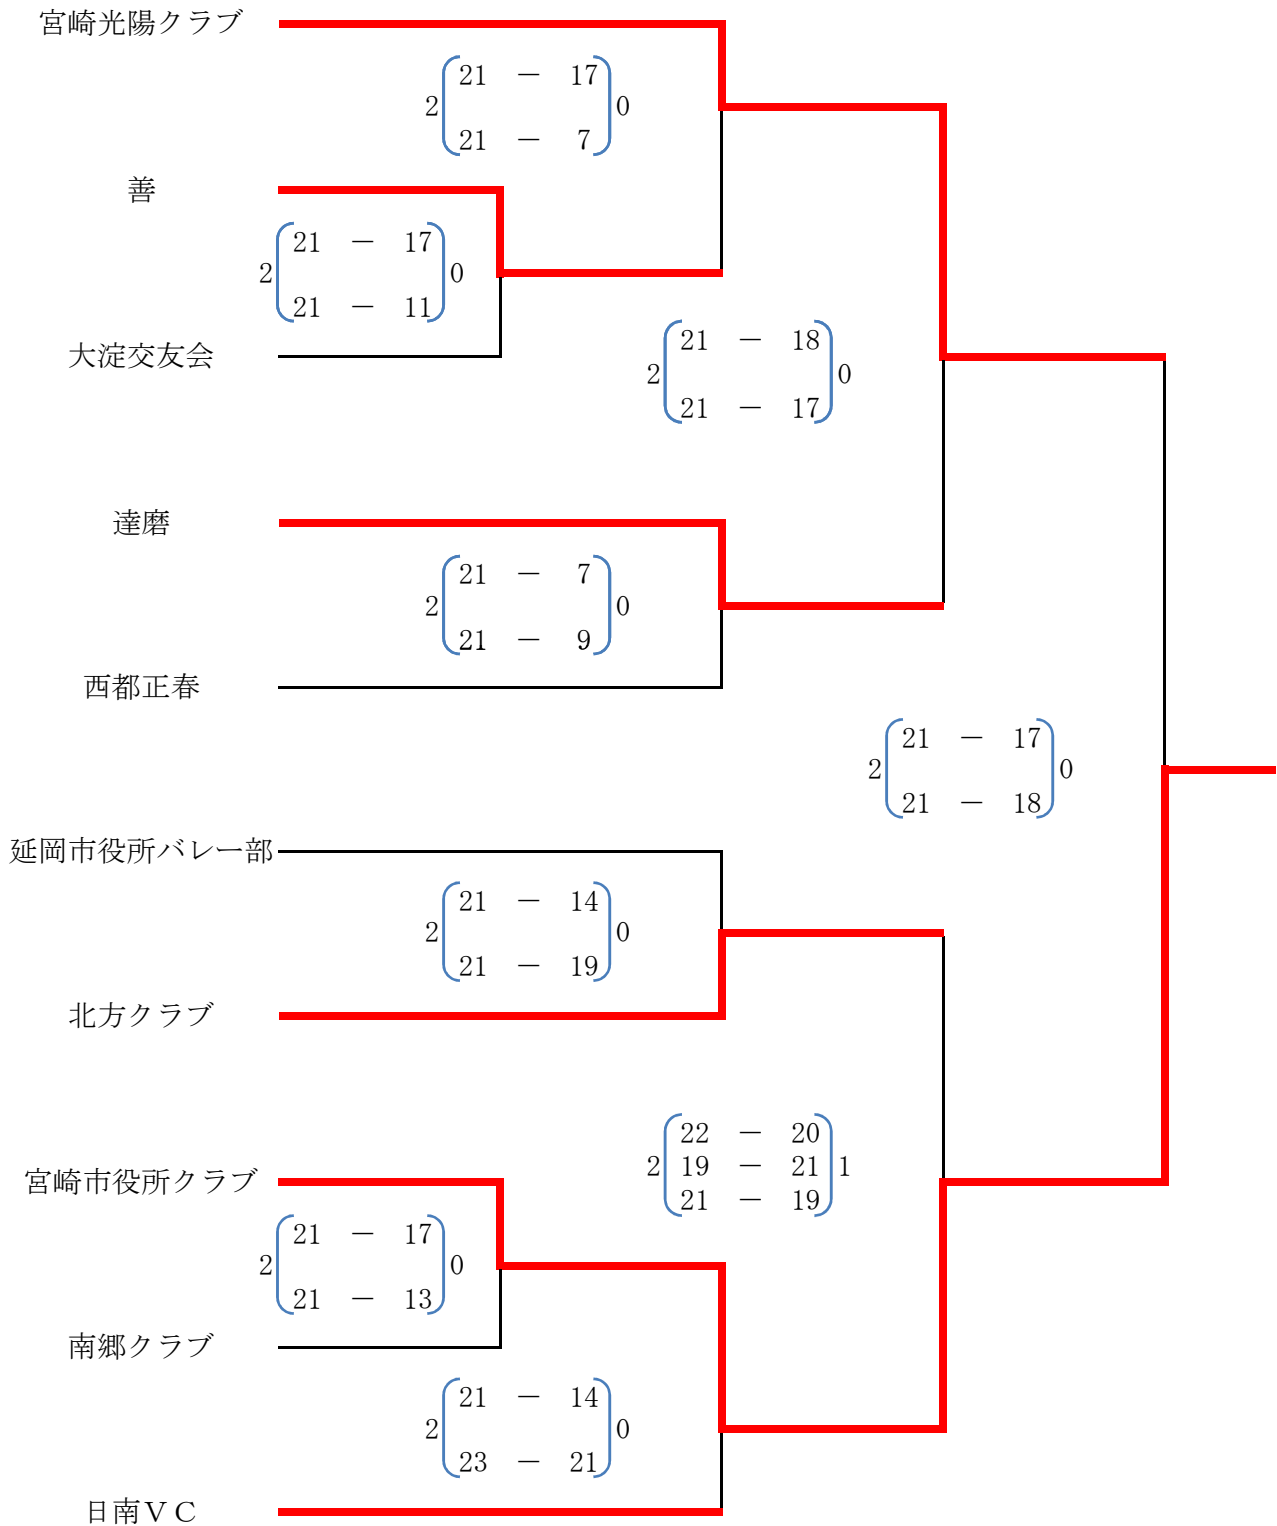 宮崎光陽クラブ
21 － 17
2 0
21 － 7
善
21 － 17
2 0
21 － 11
大淀交友会
21 － 18
2 0
21 － 17
達磨
21 － 7
2 0
21 － 9
西都正春
21 － 17
2 0
21 － 18
延岡市役所バレー部
21 － 14
2 0
21 － 19
北方クラブ
22 － 20
2 19 － 21 1
21 － 19
宮崎市役所クラブ
21 － 17
2 0
21 － 13
南郷クラブ
21 － 14
2 0
23 － 21
日南ＶＣ